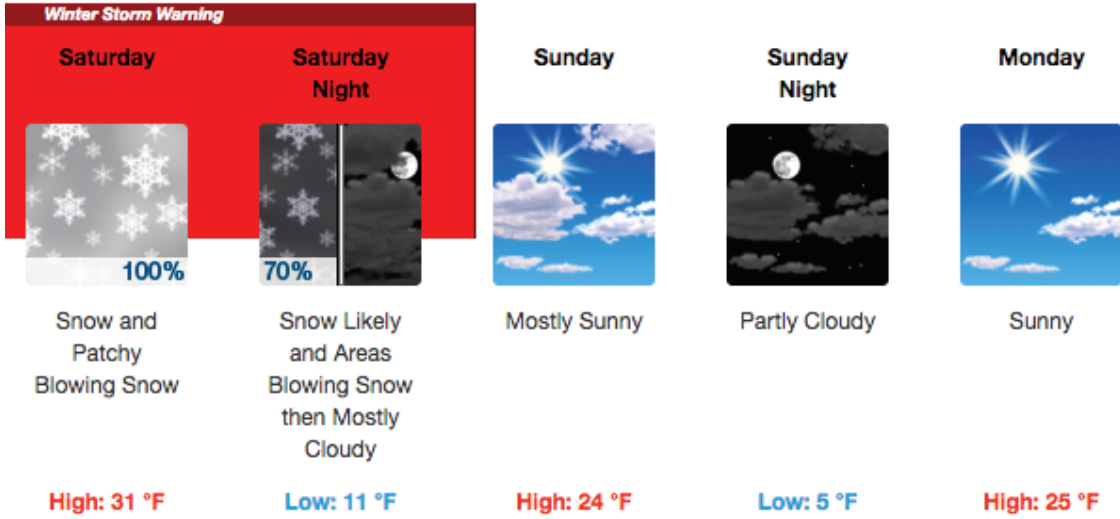 Winter Storm Warning
Saturday
Saturday
Night
Sunday
Sunday
Night
Monday
100%
70%
Snow and
Patchy
Blowing Snow
Snow Likely
and Areas
Blowing Snow
then Mostly
Cloudy
Mostly Sunny
Partly Cloudy
Sunny
High: 31 °F
Low: 11 °F
High: 24 °F
Low: 5 °F
High: 25 °F